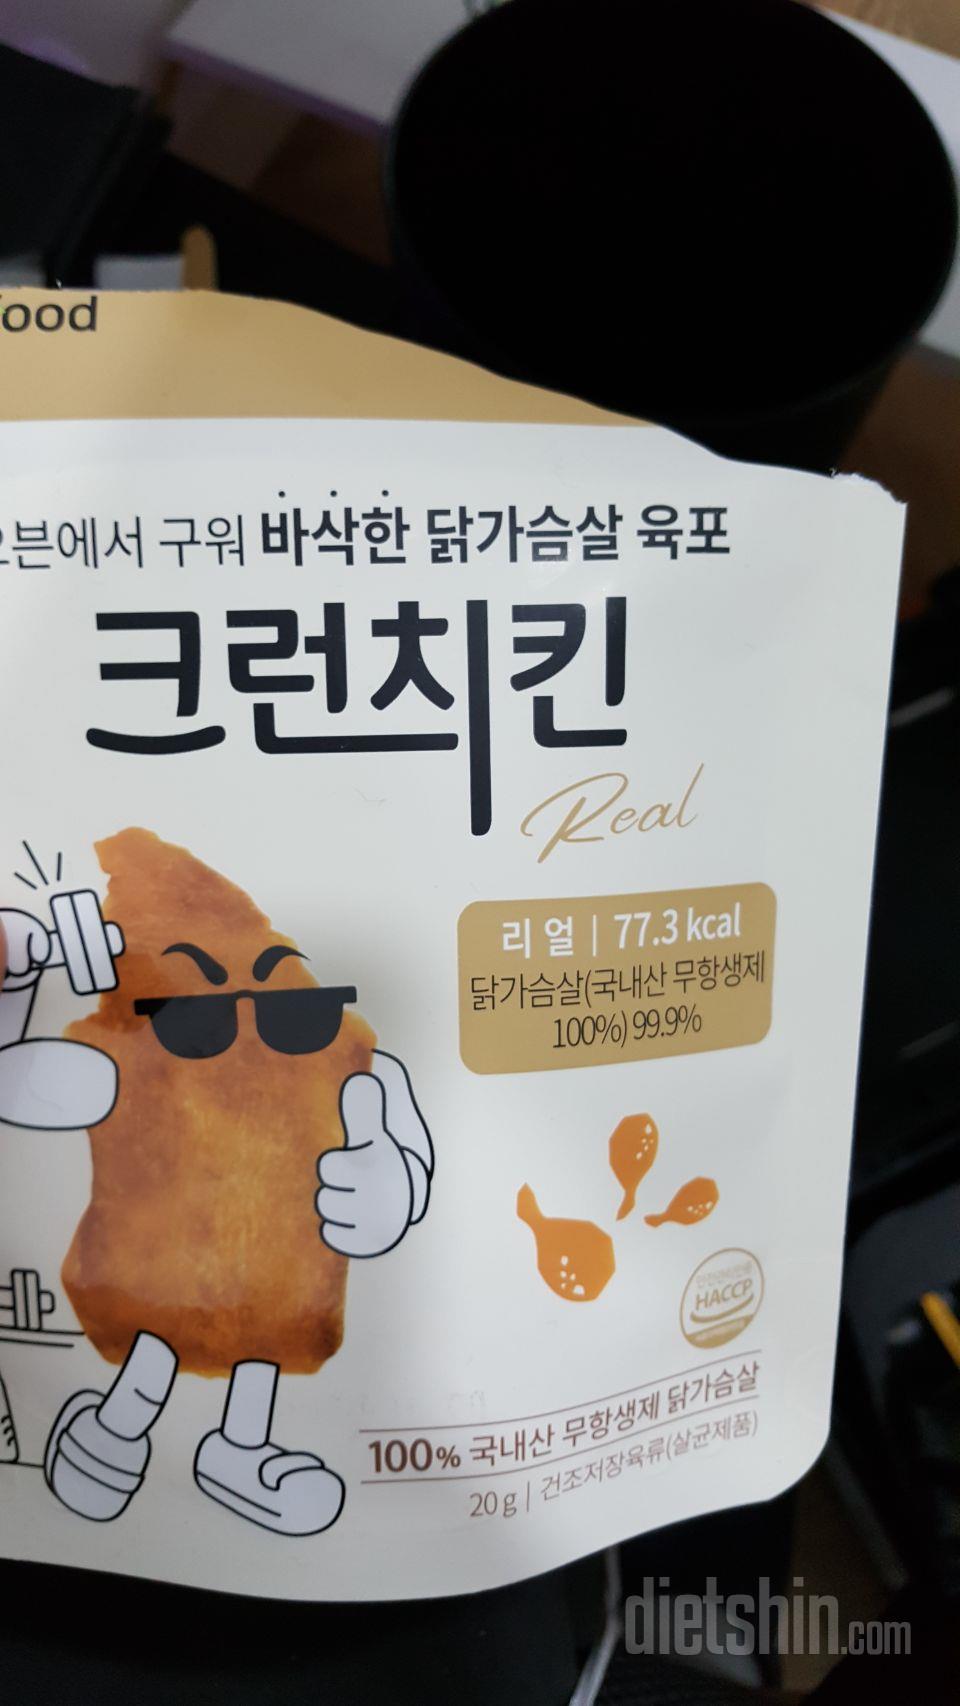 ood
오븐에서 구워 바삭한 닭가슴살 육포
크런치킨
Real
리얼 | 77.3 kcal
닭가슴살(국내산 무항생제
100%) 99.9%
HACCP
100% 국내산 무항생제 닭가슴살
20 g | 건조저장육류(살균제품)
dietshin.com